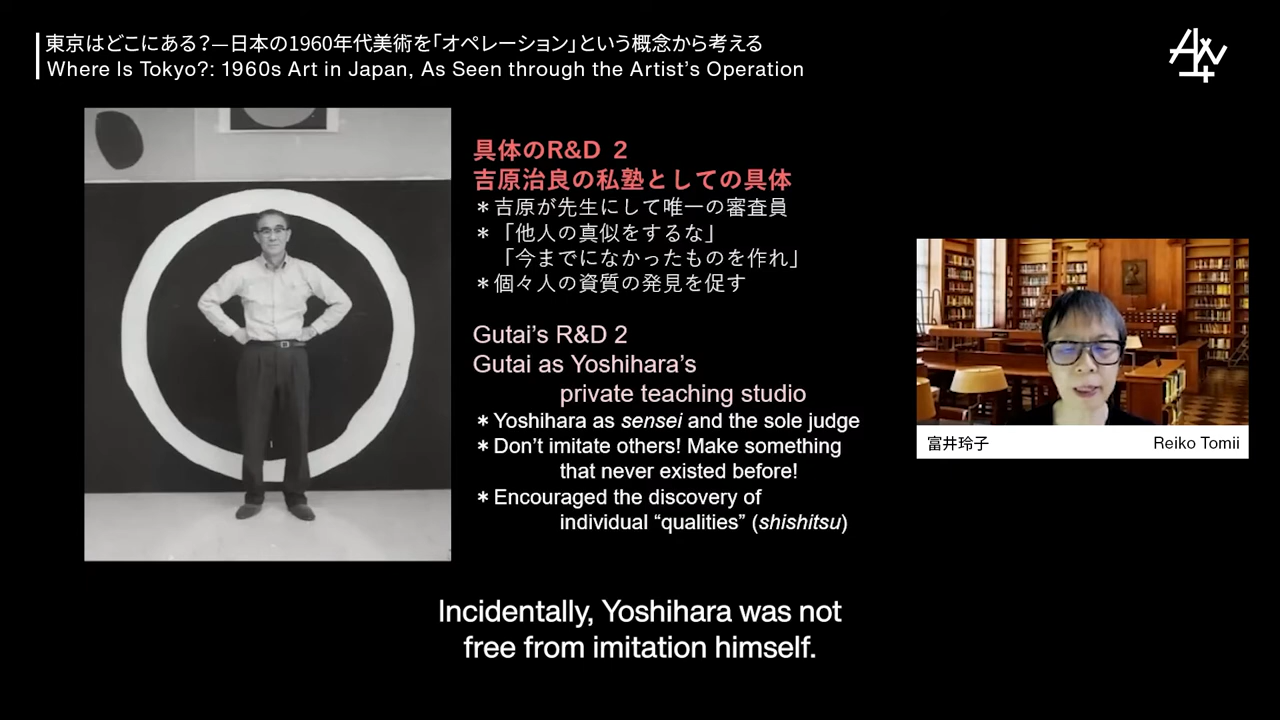 東京はどこにある?—日本の1960年代美術を「オペレーション」という概念から考える
Where Is Tokyo?: 1960s Art in Japan, As Seen through the Artist’s Operation
具体のR&D 2
吉原治良の私塾としての具体
＊吉原が先生にして唯一の審査員
＊「他人の真似をするな」
「今までになかったものを作れ」
＊個々人の資質の発見を促す
Gutai’s R&D 2
Gutai as Yoshihara’s
private teaching studio
＊Yoshihara as sensei and the sole judge
＊Don’t imitate others! Make something
that never existed before!
＊Encouraged the discovery of
individual “qualities” (shishitsu)
富井玲子 Reiko Tomii
Incidentally, Yoshihara was not
free from imitation himself.